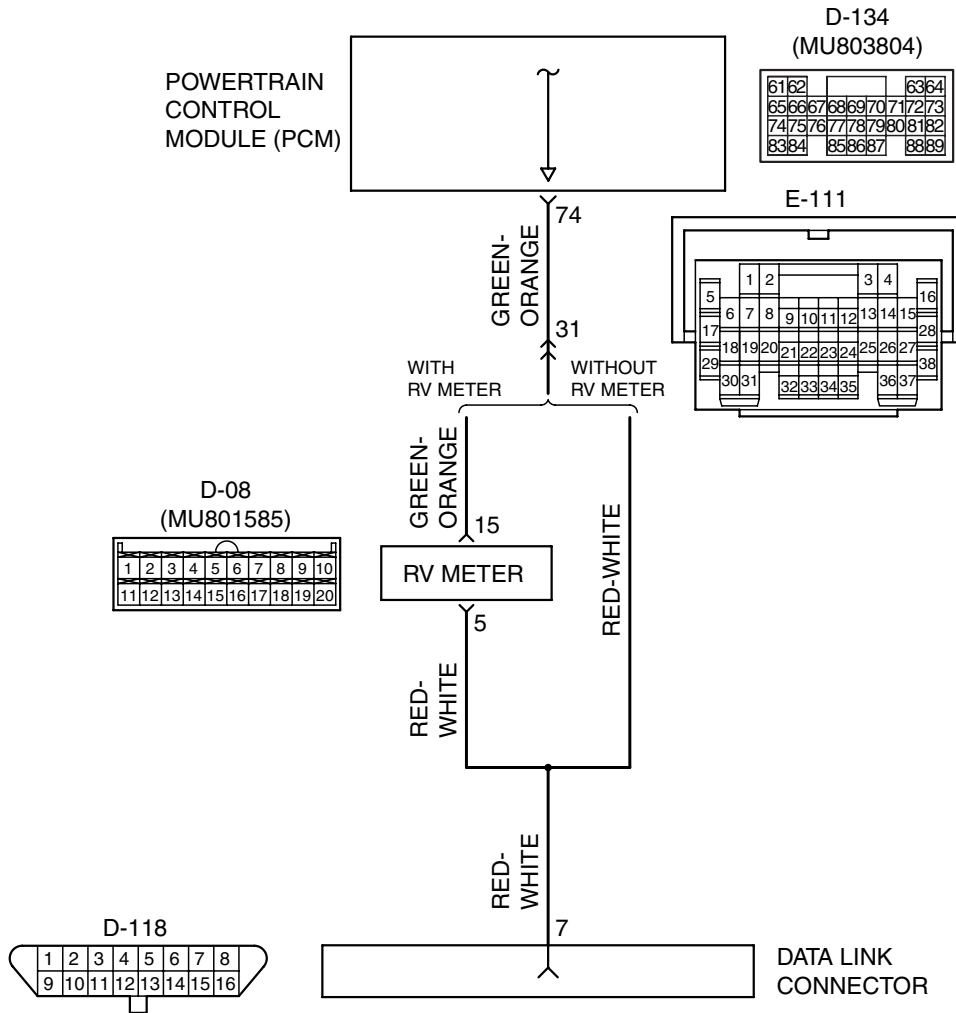 D-134
(MU803804)
POWERTRAIN
CONTROL
MODULE (PCM)
61 62 63 64
65 66 67 68 69 70 71 72 73
74 75 76 77 78 79 80 81 82
83 84 85 86 87 88 89
74
E-111
1 2 3 4
5 16
6 7 8 9 10 11 12 13 14 15
17 28
18 19 20 21 22 23 24 25 26 27
29 38
30 31 32 33 34 35 36 37
GREEN-
ORANGE
31
WITH
RV METER
WITHOUT
RV METER
GREEN-
ORANGE
15
D-08
(MU801585)
1 2 3 4 5 6 7 8 9 10
11 12 13 14 15 16 17 18 19 20
RV METER
5
RED-WHITE
RED-
WHITE
RED-
WHITE
7
D-118
1 2 3 4 5 6 7 8
9 10 11 12 13 14 15 16
DATA LINK
CONNECTOR